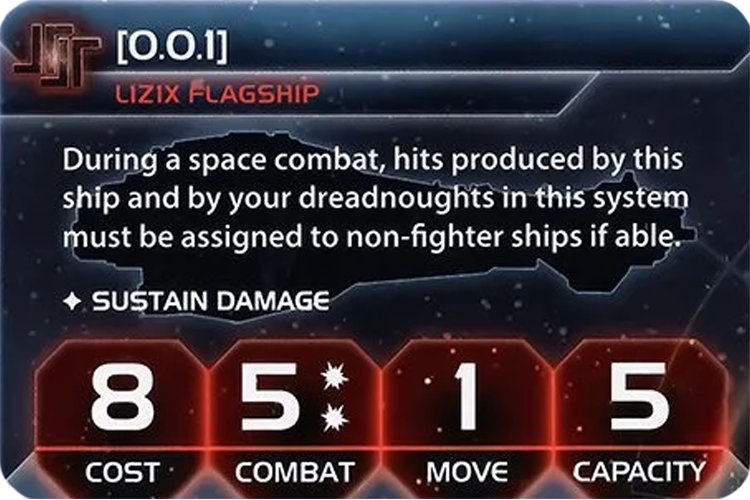 [0.0.1]
L1Z1X FLAGSHIP
During a space combat, hits produced by this
ship and by your dreadnoughts in this system
must be assigned to non-fighter ships if able.
✦ SUSTAIN DAMAGE
8 5 1 5
COST COMBAT MOVE CAPACITY